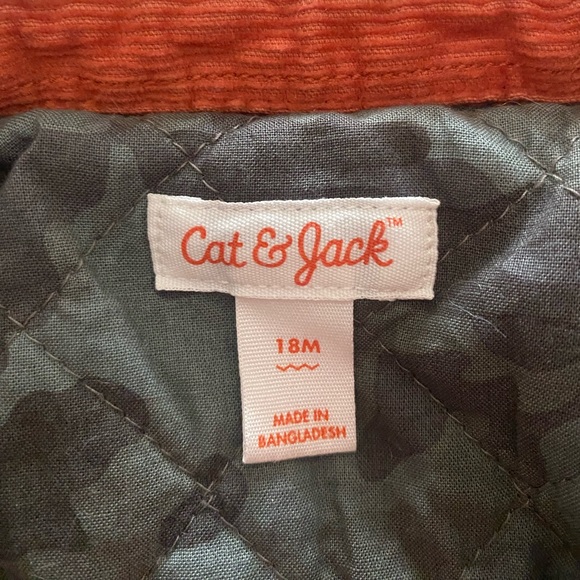 Cat & Jack™
18M
MADE IN
BANGLADESH